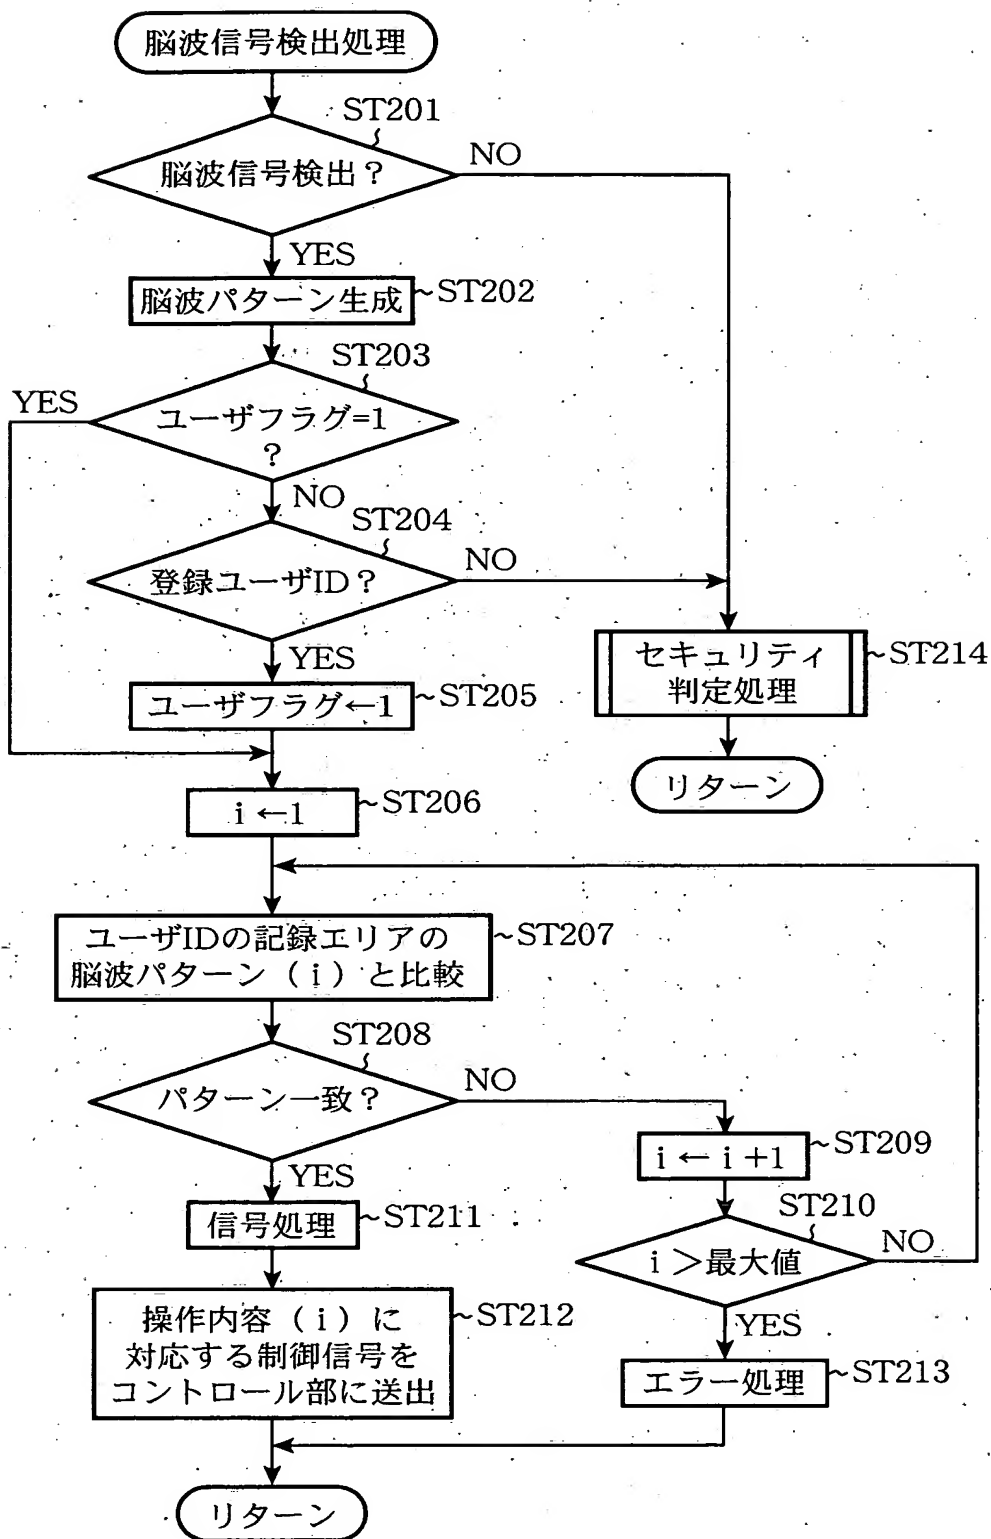 脳波信号検出処理
ST201
脳波信号検出？
NO
YES
脳波パターン生成
~ST202
ST203
YES
ユーザフラグ=1
?
NO
ST204
登録ユーザID？
NO
YES
ユーザフラグ←1
~ST205
セキュリティ
判定処理
~ST214
リターン
i ←1
~ST206
ユーザIDの記録エリアの
脳波パターン（i）と比較
~ST207
ST208
パターン一致？
NO
YES
i ← i +1
~ST209
ST210
i ＞最大値
NO
YES
信号処理
~ST211
操作内容（i）に
対応する制御信号を
コントロール部に送出
~ST212
エラー処理
~ST213
リターン